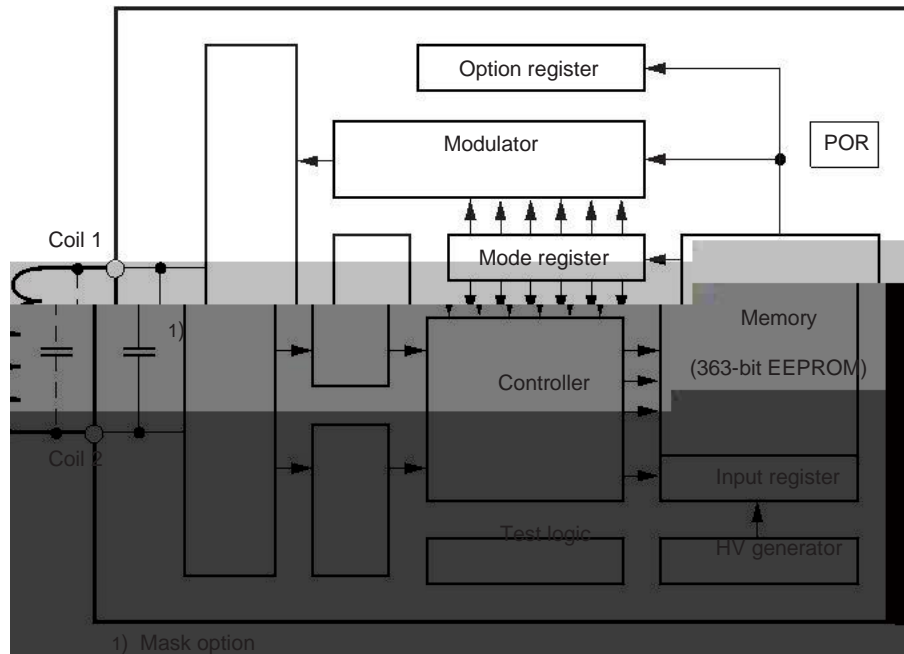 Option register
Modulator
POR
Coil 1
Mode register
1)
Memory
(363-bit EEPROM)
Controller
Coil 2
Input register
Test logic
HV generator
1) Mask option